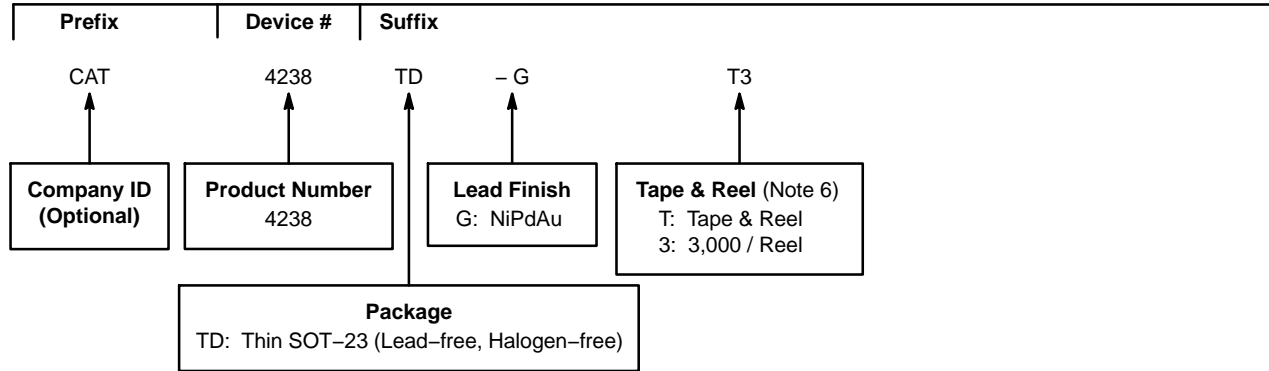 Prefix Device # Suffix
CAT 4238 TD – G T3
Company ID
(Optional)
Product Number
4238
Lead Finish
G: NiPdAu
Tape & Reel (Note 6)
T: Tape & Reel
3: 3,000 / Reel
Package
TD: Thin SOT–23 (Lead–free, Halogen–free)